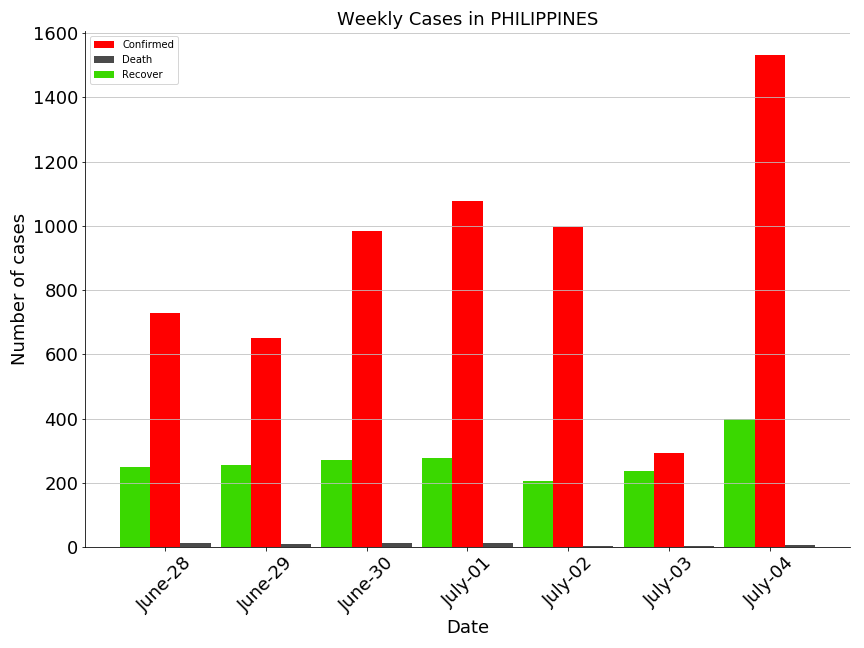 Weekly Cases in PHILIPPINES
Confirmed
Death
Recover
Number of cases
1600
1400
1200
1000
800
600
400
200
0
June-28
June-29
June-30
July-01
July-02
July-03
July-04
Date